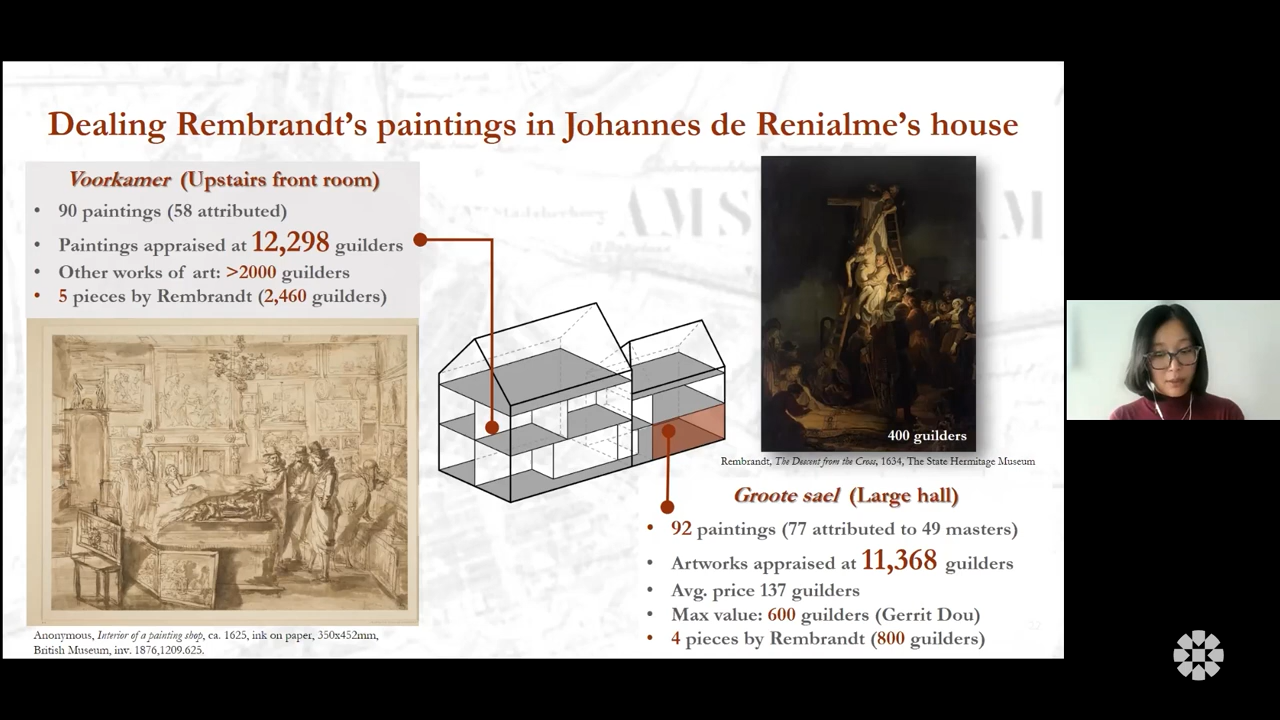 Dealing Rembrandt's paintings in Johannes de Renialme's house
Voorkamer (Upstairs front room)
• 90 paintings (58 attributed)
• Paintings appraised at 12,298 guilders
• Other works of art: >2000 guilders
• 5 pieces by Rembrandt (2,460 guilders)
Anonymous, Interior of a painting shop, ca. 1625, ink on paper, 350x452mm,
British Museum, inv. 1876,1209.625.
AMS
M
400 guilders
Rembrandt, The Descent from the Cross, 1634, The State Hermitage Museum
Groote sael (Large hall)
• 92 paintings (77 attributed to 49 masters)
• Artworks appraised at 11,368 guilders
• Avg. price 137 guilders
• Max value: 600 guilders (Gerrit Dou)
• 4 pieces by Rembrandt (800 guilders)